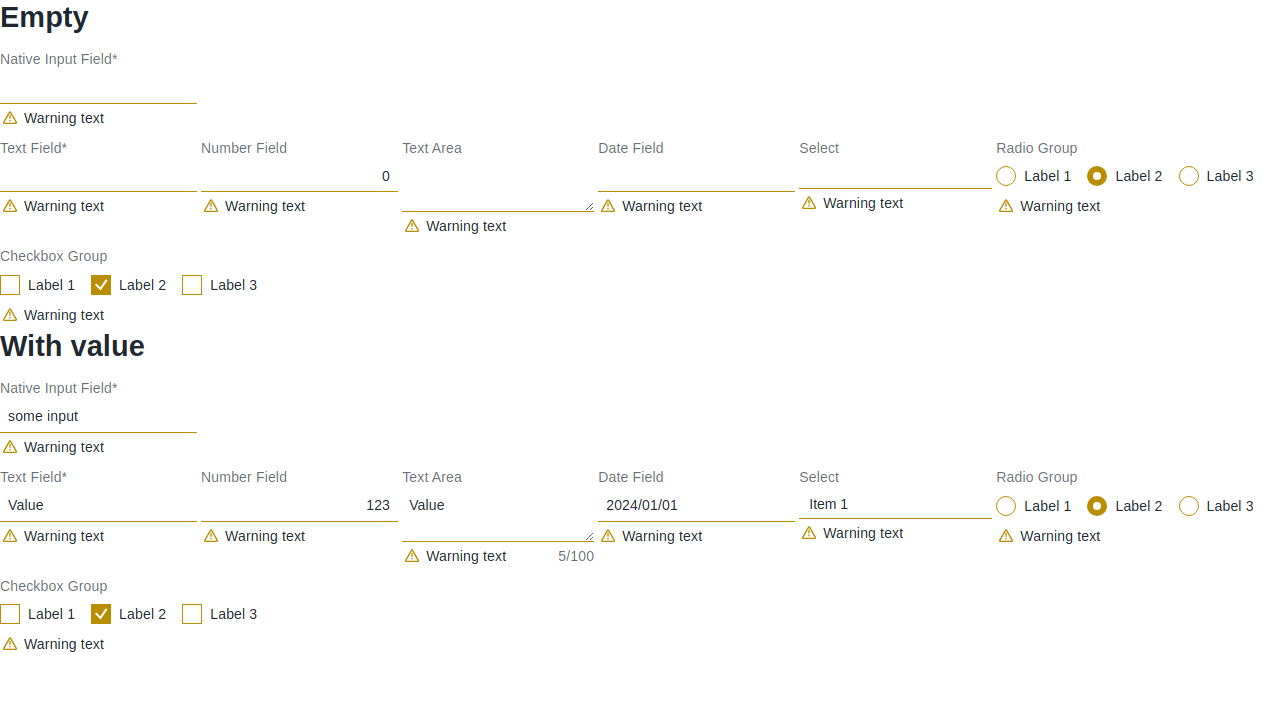 Empty
Native Input Field*
Warning text
Text Field* Number Field Text Area Date Field Select Radio Group
0 Label 1 Label 2 Label 3
Warning text Warning text Warning text Warning text Warning text
Warning text
Checkbox Group
Label 1 Label 2 Label 3
Warning text
With value
Native Input Field*
some input
Warning text
Text Field* Number Field Text Area Date Field Select Radio Group
Value 123 Value 2024/01/01 Item 1 Label 1 Label 2 Label 3
Warning text Warning text Warning text Warning text Warning text
Warning text 5/100
Checkbox Group
Label 1 Label 2 Label 3
Warning text